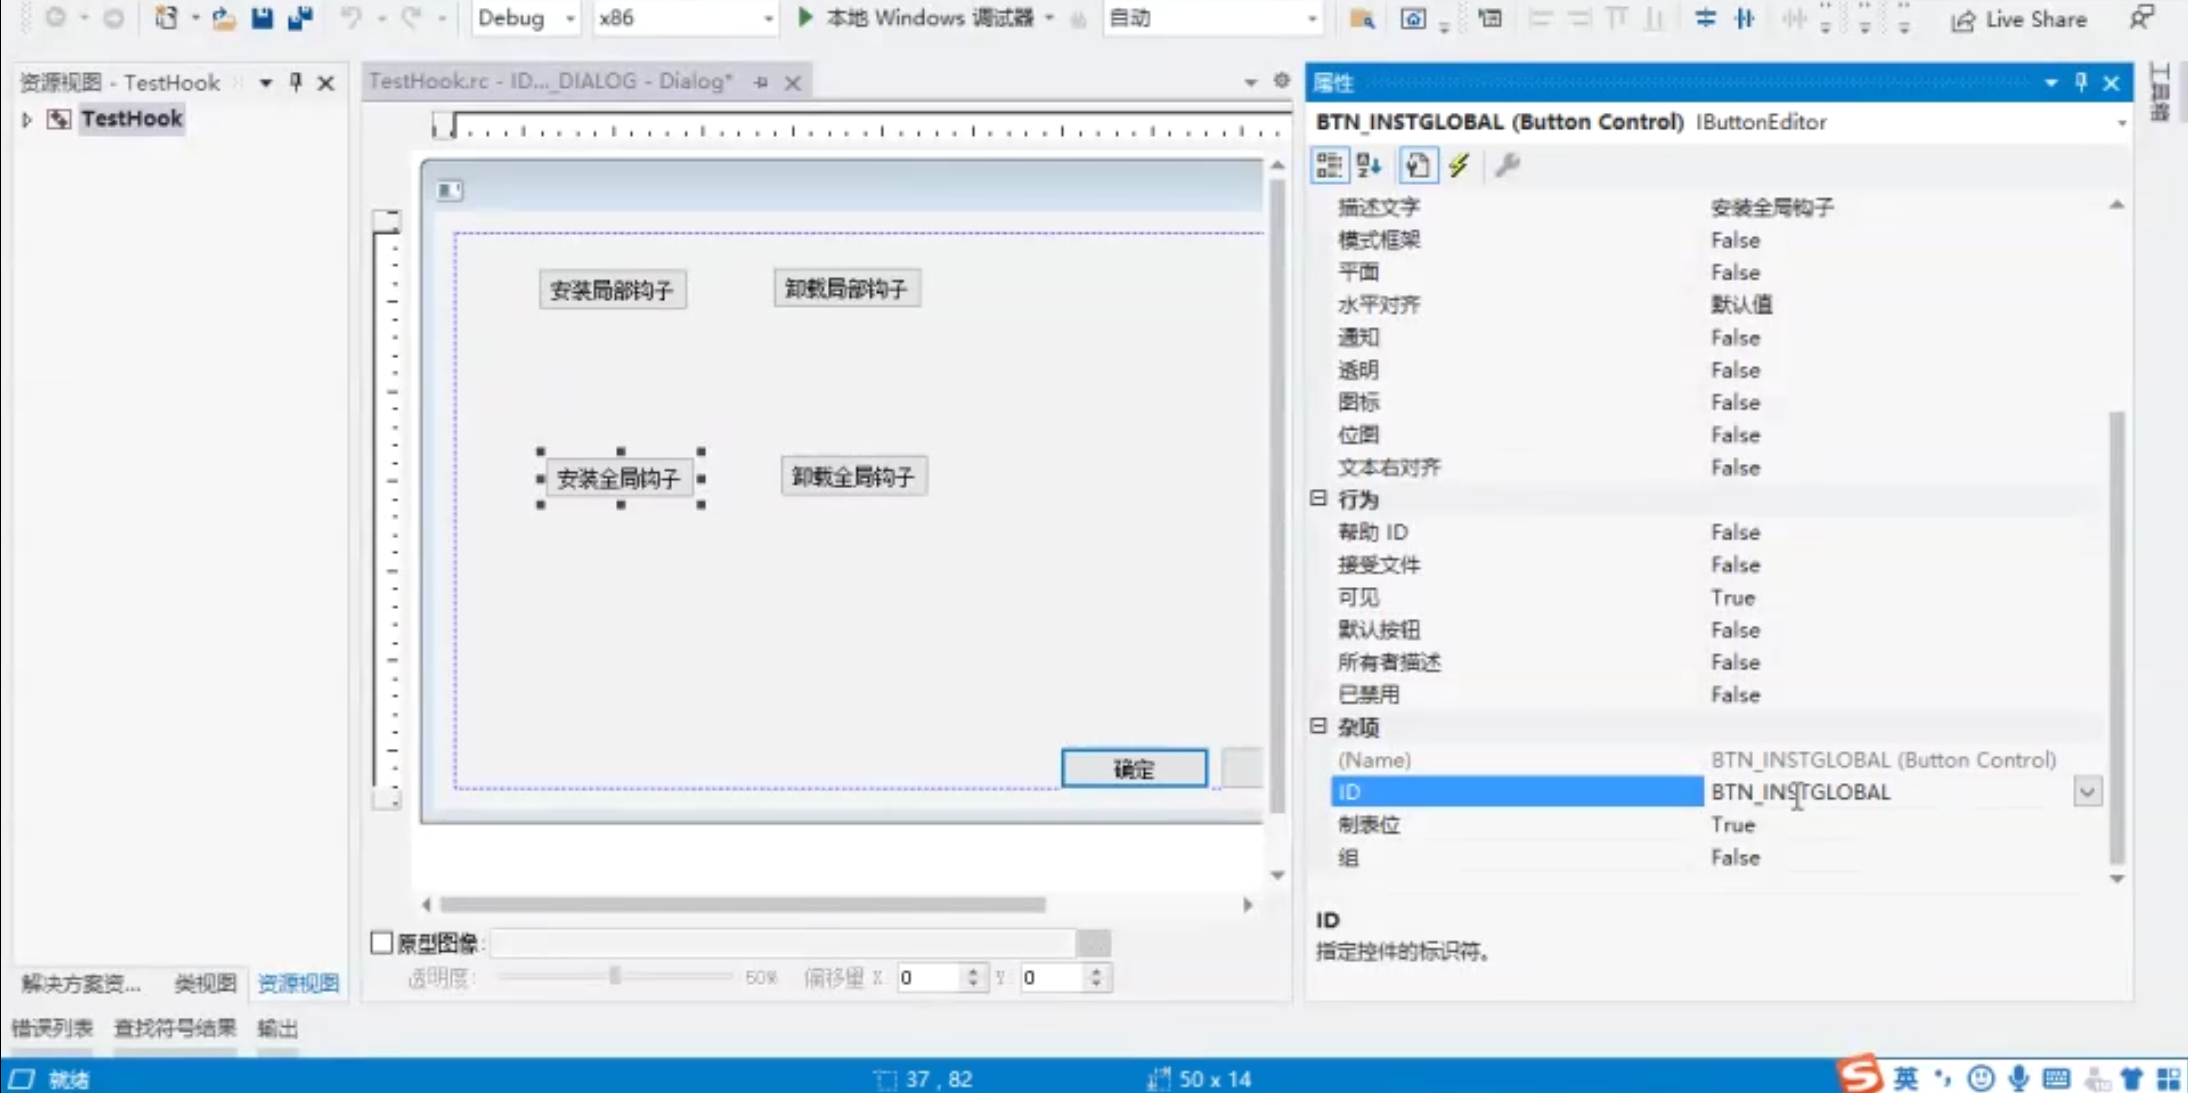 Debug x86 本地 Windows 调试器 自动 Live Share
资源视图 - TestHook
TestHook
TestHook.rc - ID..._DIALOG - Dialog*
安装局部钩子 卸载局部钩子
安装全局钩子 卸载全局钩子
确定
原型图像:
透明度: 50% 偏移量 X: 0 Y: 0
属性
BTN_INSTGLOBAL (Button Control) IButtonEditor
描述文字 安装全局钩子
模式框架 False
平面 False
水平对齐 默认值
通知 False
透明 False
图标 False
位图 False
文本右对齐 False
行为
帮助 ID False
接受文件 False
可见 True
默认按钮 False
所有者描述 False
已禁用 False
杂项
(Name) BTN_INSTGLOBAL (Button Control)
ID BTN_INSTGLOBAL
制表位 True
组 False
ID
指定控件的标识符。
工具箱
解决方案资... 类视图 资源视图
错误列表 查找符号结果 输出
就绪 37 , 82 50 x 14 英